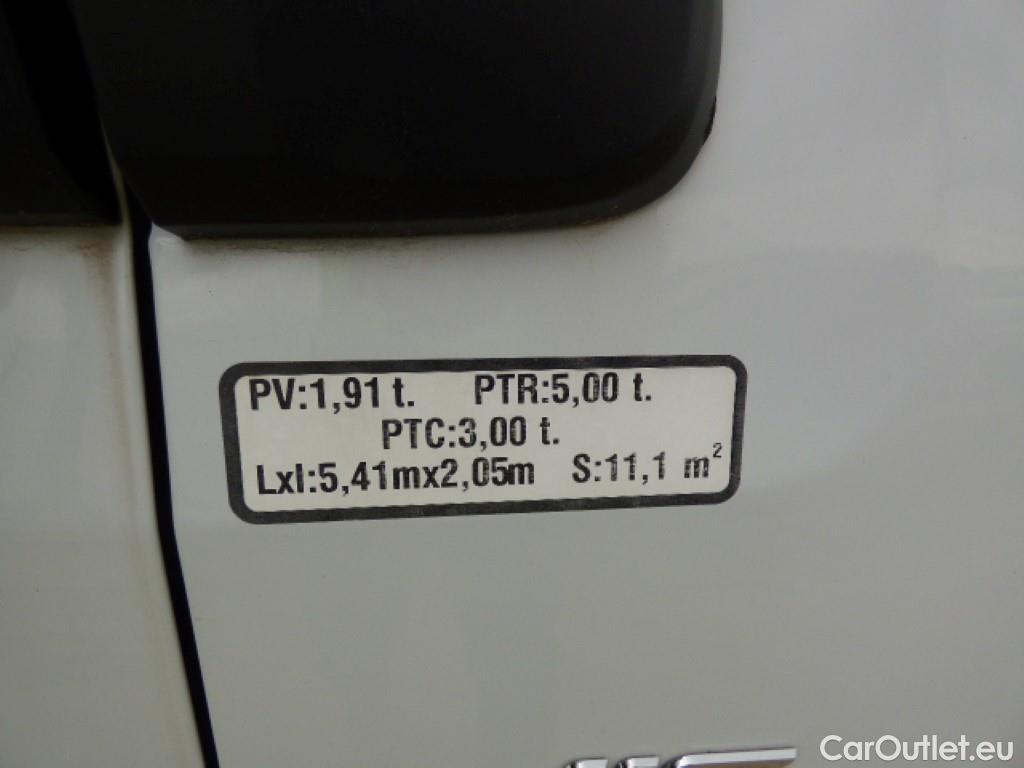 PV:1,91 t. PTR:5,00 t.
PTC:3,00 t.
Lxl:5,41mx2,05m S:11,1 m²
CarOutlet.eu